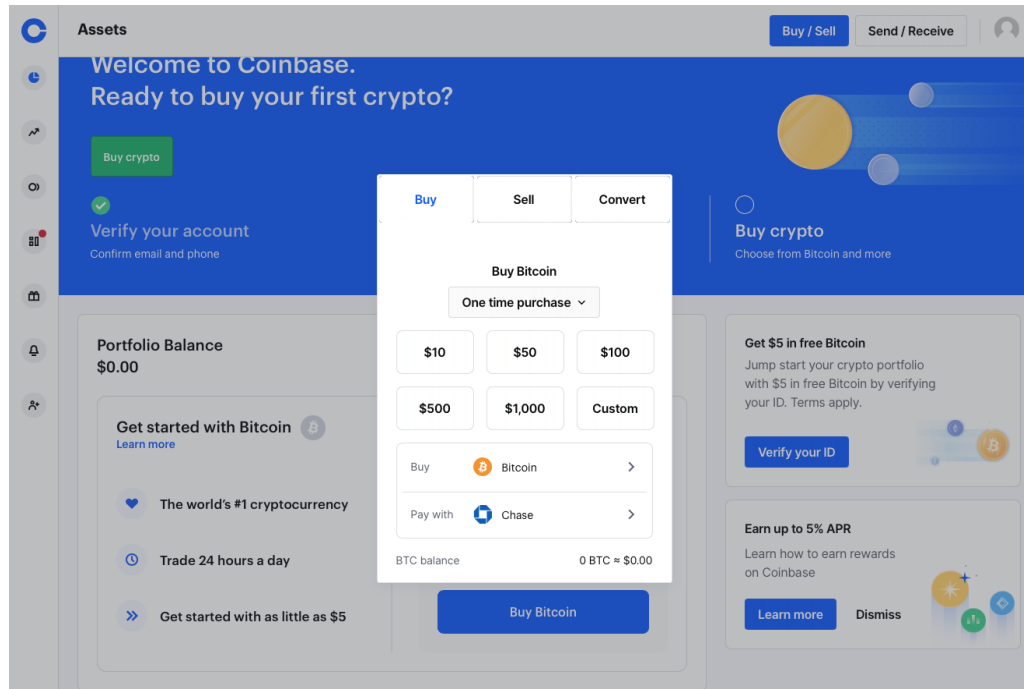 Assets
Buy / Sell
Send / Receive
Welcome to Coinbase.
Ready to buy your first crypto?
Buy crypto
Verify your account
Confirm email and phone
Buy crypto
Choose from Bitcoin and more
Buy
Sell
Convert
Buy Bitcoin
One time purchase
$10
$50
$100
$500
$1,000
Custom
Buy
Bitcoin
Pay with
Chase
BTC balance
0 BTC ≈ $0.00
Portfolio Balance
$0.00
Get started with Bitcoin
Learn more
The world’s #1 cryptocurrency
Trade 24 hours a day
Get started with as little as $5
Buy Bitcoin
Get $5 in free Bitcoin
Jump start your crypto portfolio
with $5 in free Bitcoin by verifying
your ID. Terms apply.
Verify your ID
Earn up to 5% APR
Learn how to earn rewards
on Coinbase
Learn more
Dismiss